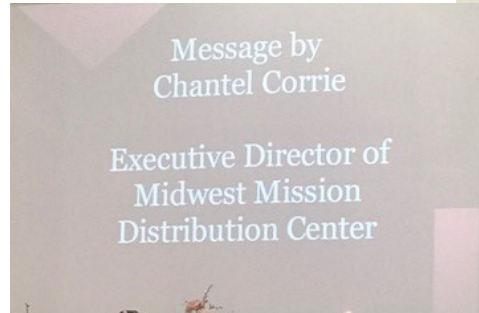 Message by
Chantel Corrie
Executive Director of
Midwest Mission
Distribution Center